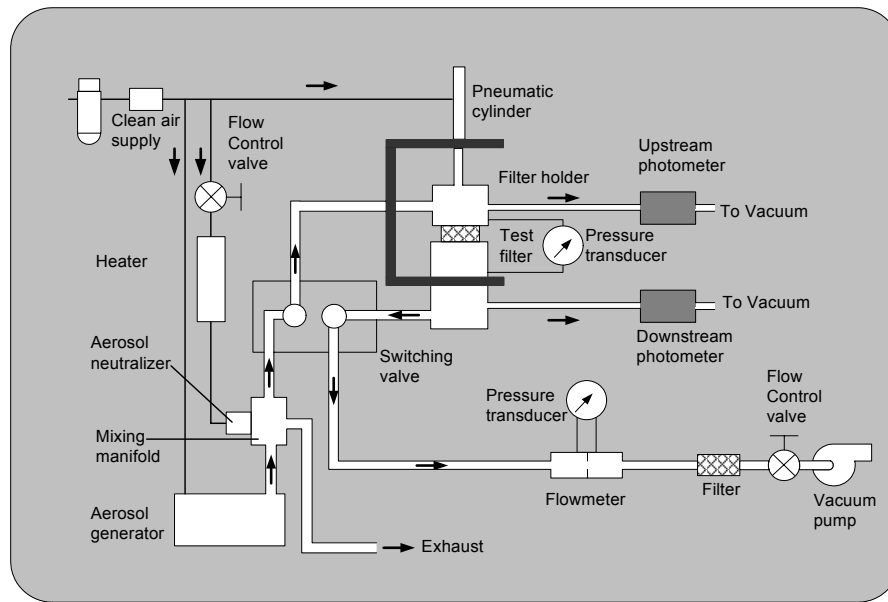 Clean air
supply
Flow
Control
valve
Pneumatic
cylinder
Upstream
photometer
Filter holder
To Vacuum
Heater
Test
filter
Pressure
transducer
To Vacuum
Downstream
photometer
Aerosol
neutralizer
Switching
valve
Pressure
transducer
Flow
Control
valve
Mixing
manifold
Aerosol
generator
Flowmeter
Filter
Vacuum
pump
Exhaust